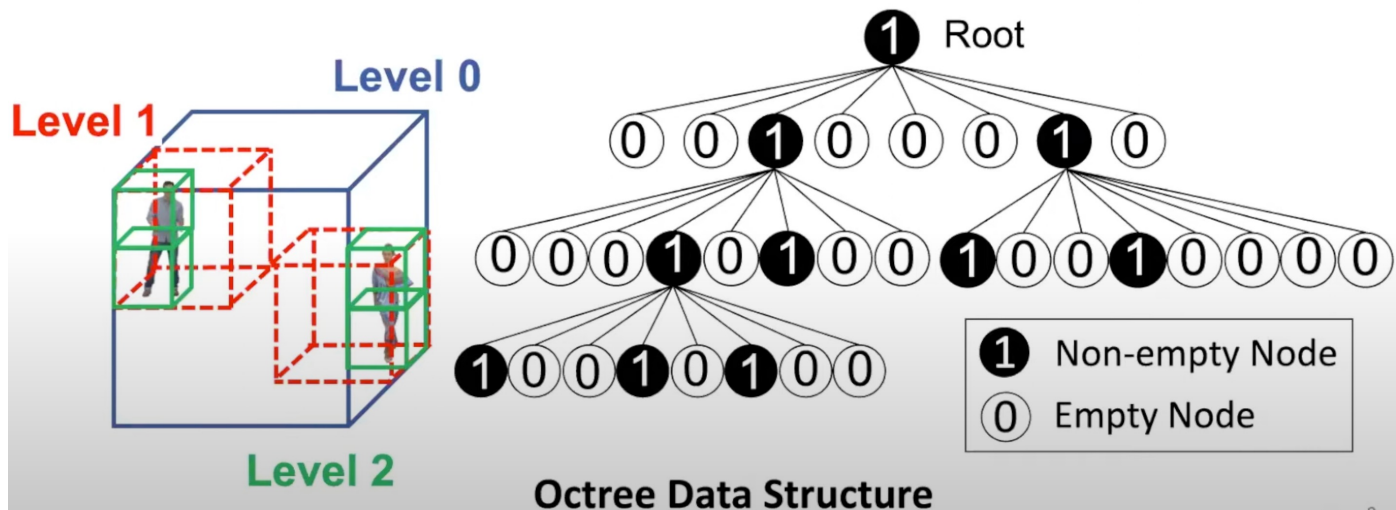 Level 0
Level 1
Level 2
1 Root
0 0 1 0 0 0 1 0
0 0 0 1 0 1 0 0 1 0 0 1 0 0 0 0
1 0 0 1 0 1 0 0
1 Non-empty Node
0 Empty Node
Octree Data Structure